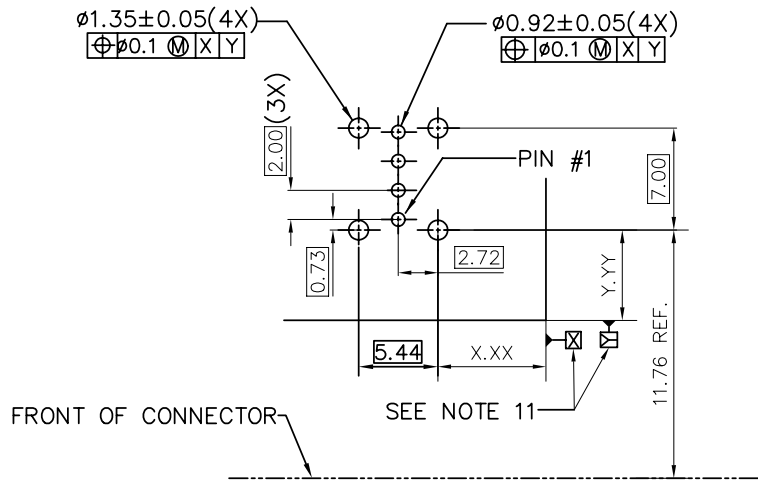 ø1.35±0.05(4X)
⌖ ø0.1 Ⓜ X Y
ø0.92±0.05(4X)
⌖ ø0.1 Ⓜ X Y
2.00 (3X)
PIN #1
7.00
0.73
2.72
Y.YY
5.44
X.XX
X
Y
11.76 REF.
FRONT OF CONNECTOR
SEE NOTE 11